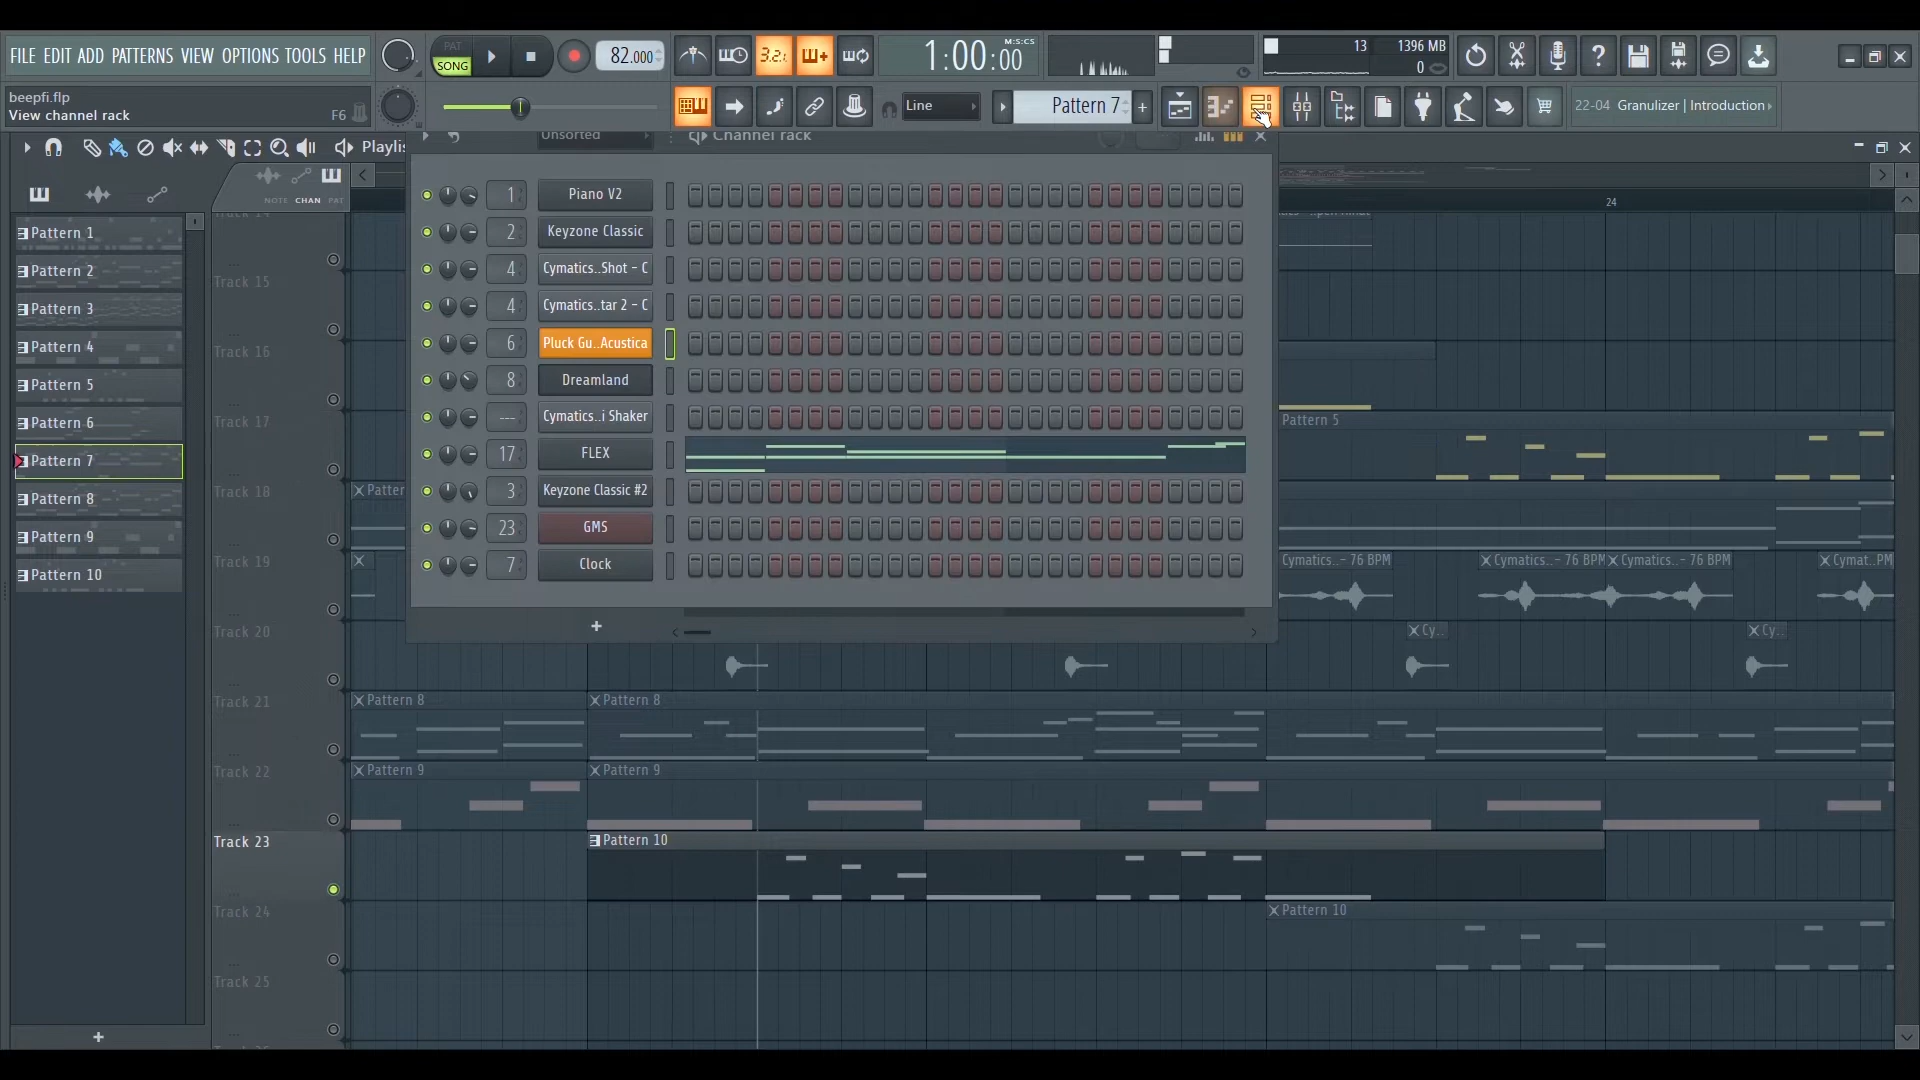 FILE EDIT ADD PATTERNS VIEW OPTIONS TOOLS HELP
PAT
SONG
82.000
3.2.
1:00:00
M:S:CS
13
1396 MB
0
beepfi.flp
View channel rack
F6
Line
Pattern 7
22-04 Granulizer | Introduction
Unsorted
Channel rack
Playlis
NOTE CHAN PAT
24
Pattern 1
Pattern 2
Pattern 3
Pattern 4
Pattern 5
Pattern 6
Pattern 7
Pattern 8
Pattern 9
Pattern 10
Track 15
Track 16
Track 17
Track 18
Track 19
Track 20
Track 21
Track 22
Track 23
Track 24
Track 25
1 Piano V2
2 Keyzone Classic
4 Cymatics..Shot - C
4 Cymatics..tar 2 - C
6 Pluck Gu..Acustica
8 Dreamland
--- Cymatics..i Shaker
17 FLEX
3 Keyzone Classic #2
23 GMS
7 Clock
Pattern 5
Patter
Cymatics..- 76 BPM
Cymatics..- 76 BPM
Cymatics..- 76 BPM
Cymat..PM
Cy..
Cy..
Pattern 8
Pattern 8
Pattern 9
Pattern 9
Pattern 10
Pattern 10